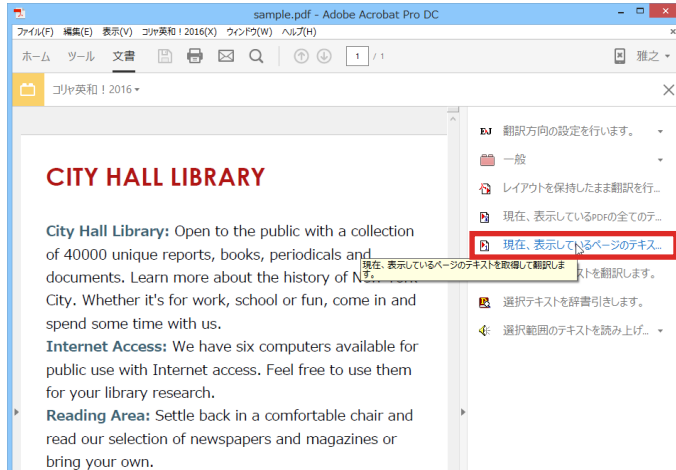 sample.pdf - Adobe Acrobat Pro DC
ファイル(F) 編集(E) 表示(V) コリャ英和！2016(X) ウィンドウ(W) ヘルプ(H)
ホーム ツール 文書 1 / 1 雅之
コリャ英和！2016
CITY HALL LIBRARY
City Hall Library: Open to the public with a collection
of 40000 unique reports, books, periodicals and
documents. Learn more about the history of New York
City. Whether it's for work, school or fun, come in and
spend some time with us.
Internet Access: We have six computers available for
public use with Internet access. Feel free to use them
for your library research.
Reading Area: Settle back in a comfortable chair and
read our selection of newspapers and magazines or
bring your own.
EJ 翻訳方向の設定を行います。
一般
レイアウトを保持したまま翻訳を行...
現在、表示しているPDFの全てのテ...
現在、表示しているページのテキス...
現在、表示しているページのテキストを取得して翻訳しま
す。
ストを翻訳します。
選択テキストを辞書引きします。
選択範囲のテキストを読み上げ...